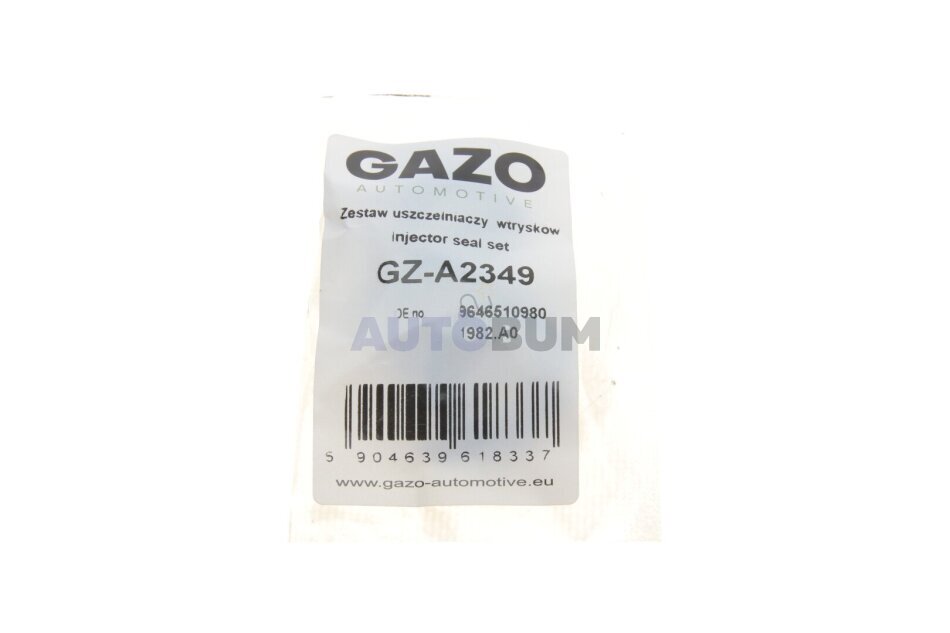 GAZO
AUTOMOTIVE
Zestaw uszczelniaczy wtrysków
injector seal set
GZ-A2349
OE no 9646510980
1982.A0
AUTOBUM
5 904639 618337
www.gazo-automotive.eu